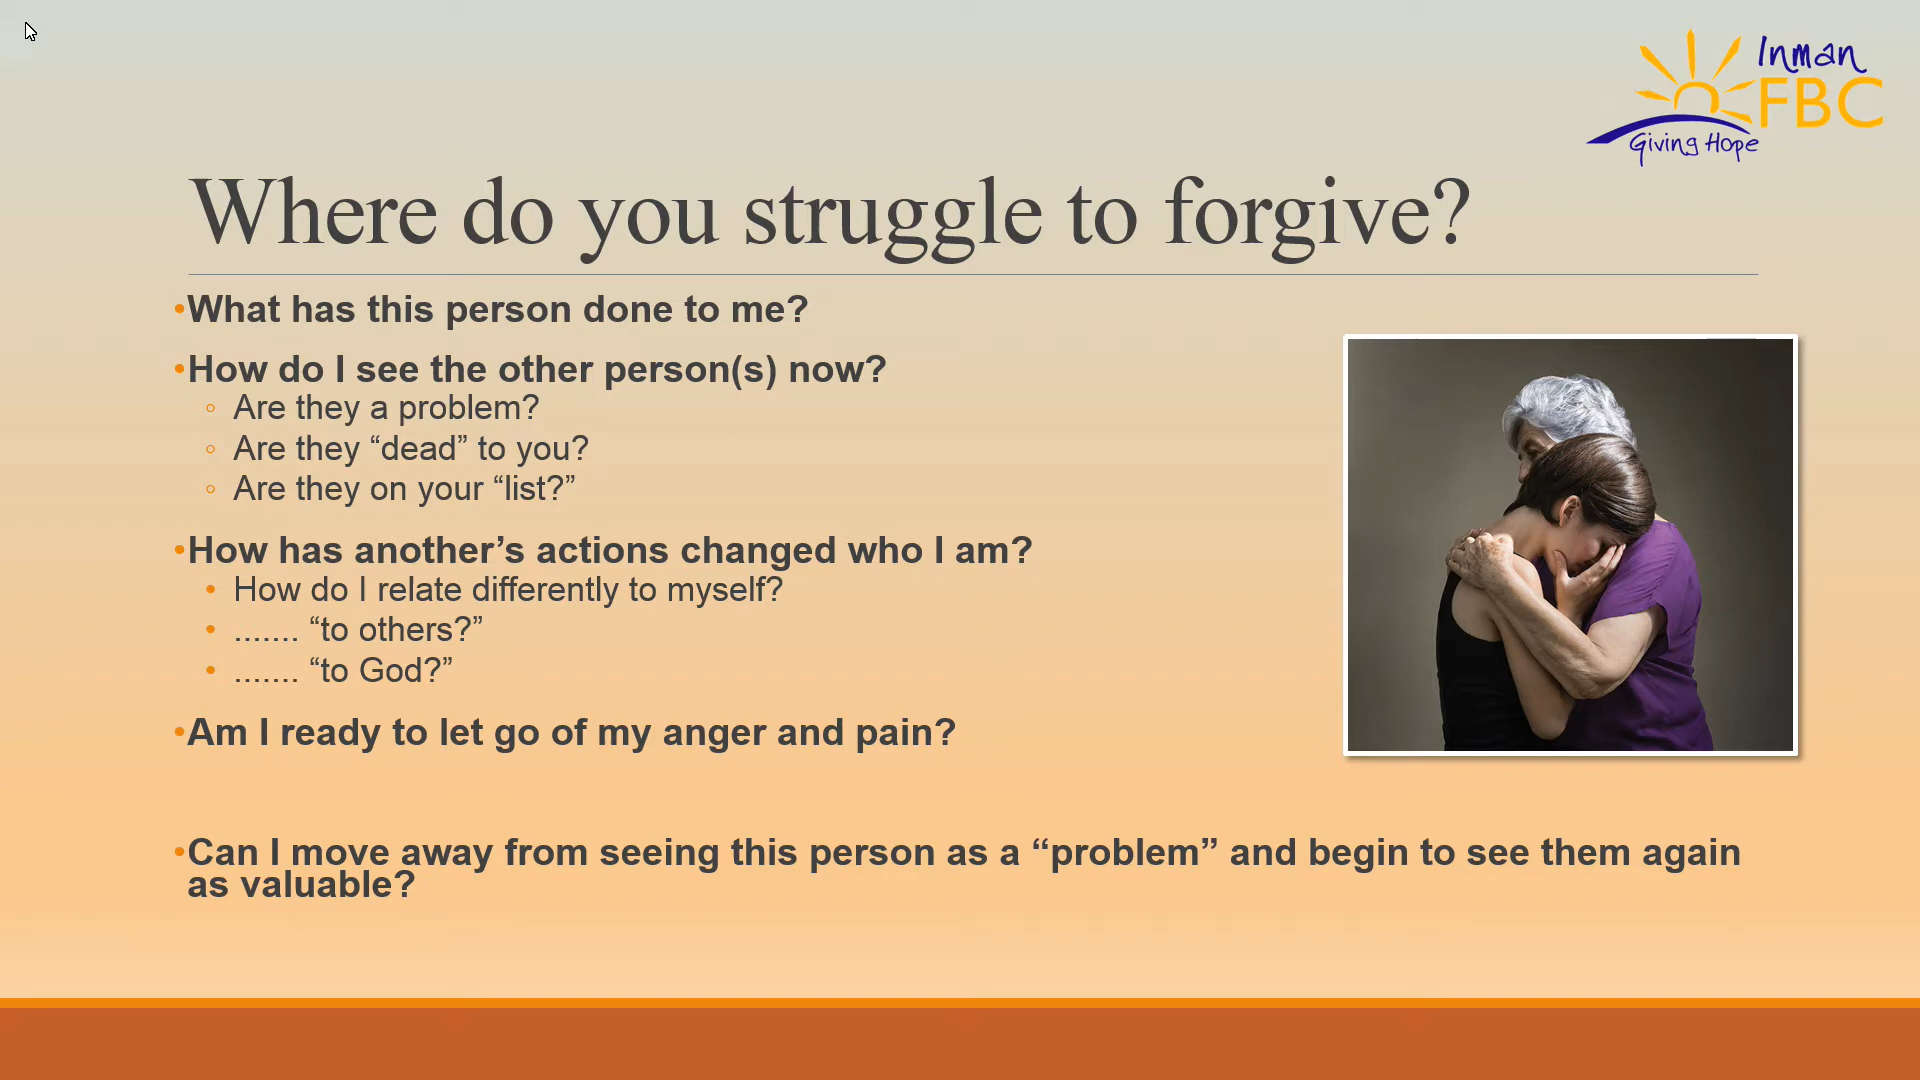 Inman
FBC
Giving Hope
Where do you struggle to forgive?
•What has this person done to me?
•How do I see the other person(s) now?
◦ Are they a problem?
◦ Are they “dead” to you?
◦ Are they on your “list?”
•How has another’s actions changed who I am?
• How do I relate differently to myself?
• ....... “to others?”
• ....... “to God?”
•Am I ready to let go of my anger and pain?
•Can I move away from seeing this person as a “problem” and begin to see them again
as valuable?